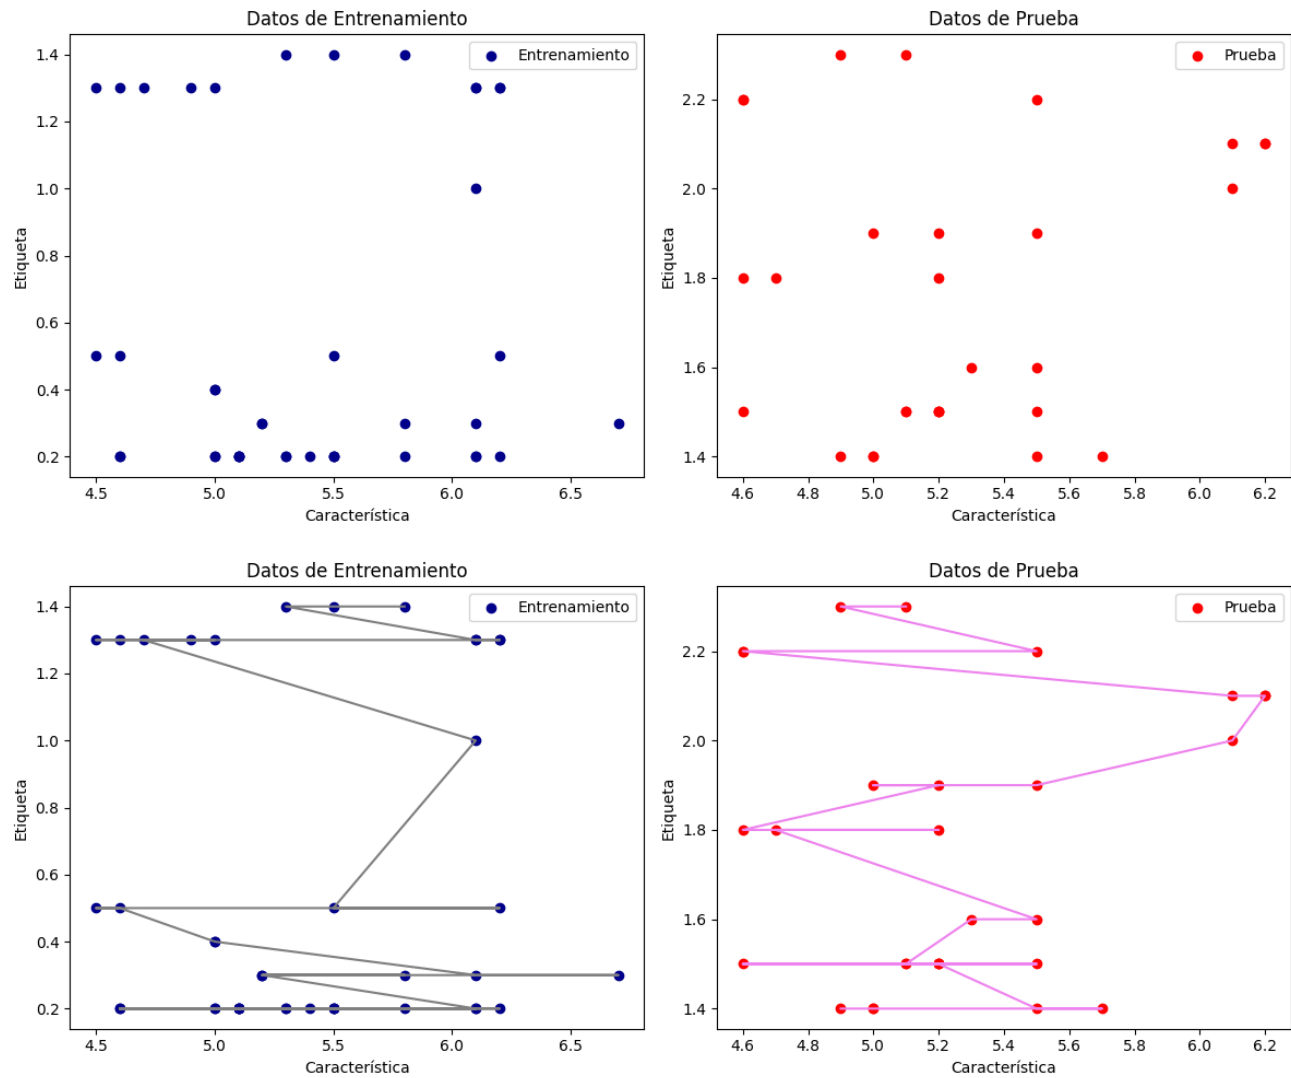 Datos de Entrenamiento
Entrenamiento
1.4
1.2
1.0
0.8
0.6
0.4
0.2
Etiqueta
4.5 5.0 5.5 6.0 6.5
Característica
Datos de Prueba
Prueba
2.2
2.0
1.8
1.6
1.4
Etiqueta
4.6 4.8 5.0 5.2 5.4 5.6 5.8 6.0 6.2
Característica
Datos de Entrenamiento
Entrenamiento
1.4
1.2
1.0
0.8
0.6
0.4
0.2
Etiqueta
4.5 5.0 5.5 6.0 6.5
Característica
Datos de Prueba
Prueba
2.2
2.0
1.8
1.6
1.4
Etiqueta
4.6 4.8 5.0 5.2 5.4 5.6 5.8 6.0 6.2
Característica